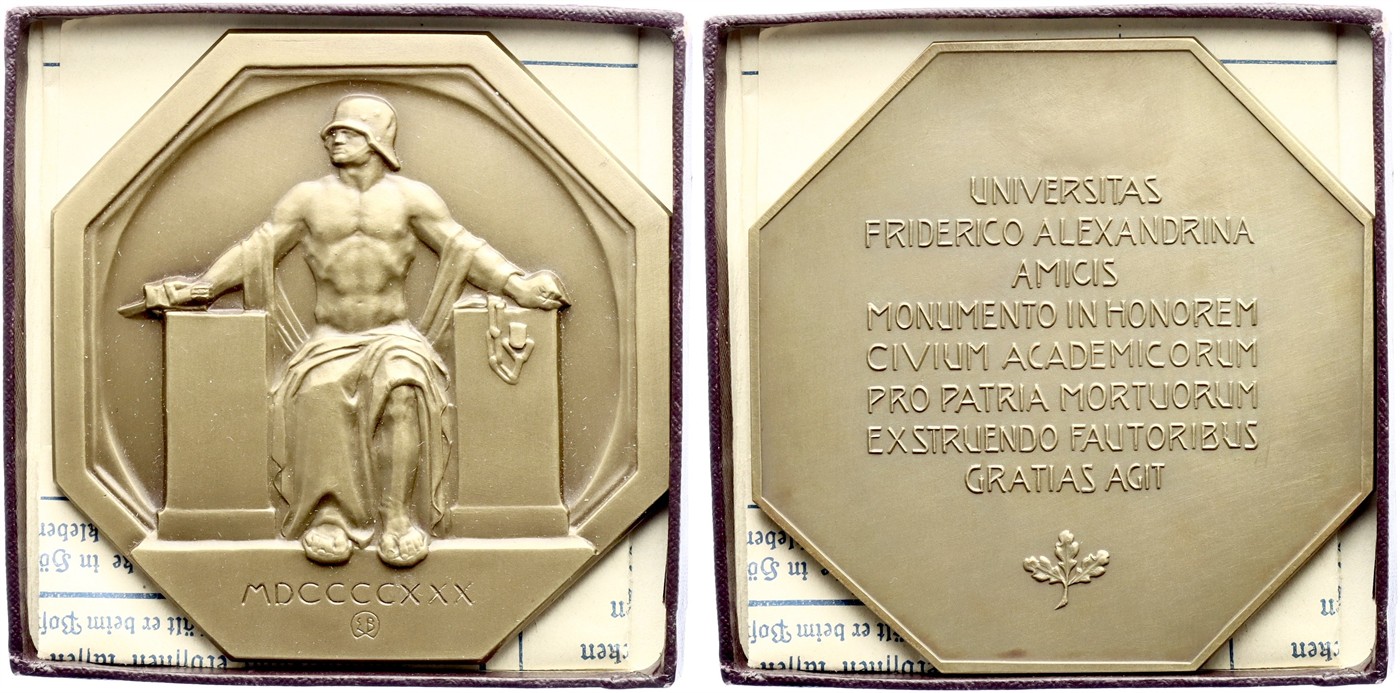 MDCCCCXXX
UNIVERSITAS
FRIDERICO ALEXANDRINA
AMICIS
MONUMENTO IN HONOREM
CIVIUM ACADEMICORUM
PRO PATRIA MORTUORUM
EXSTRUENDO FAUTORIBUS
GRATIAS AGIT